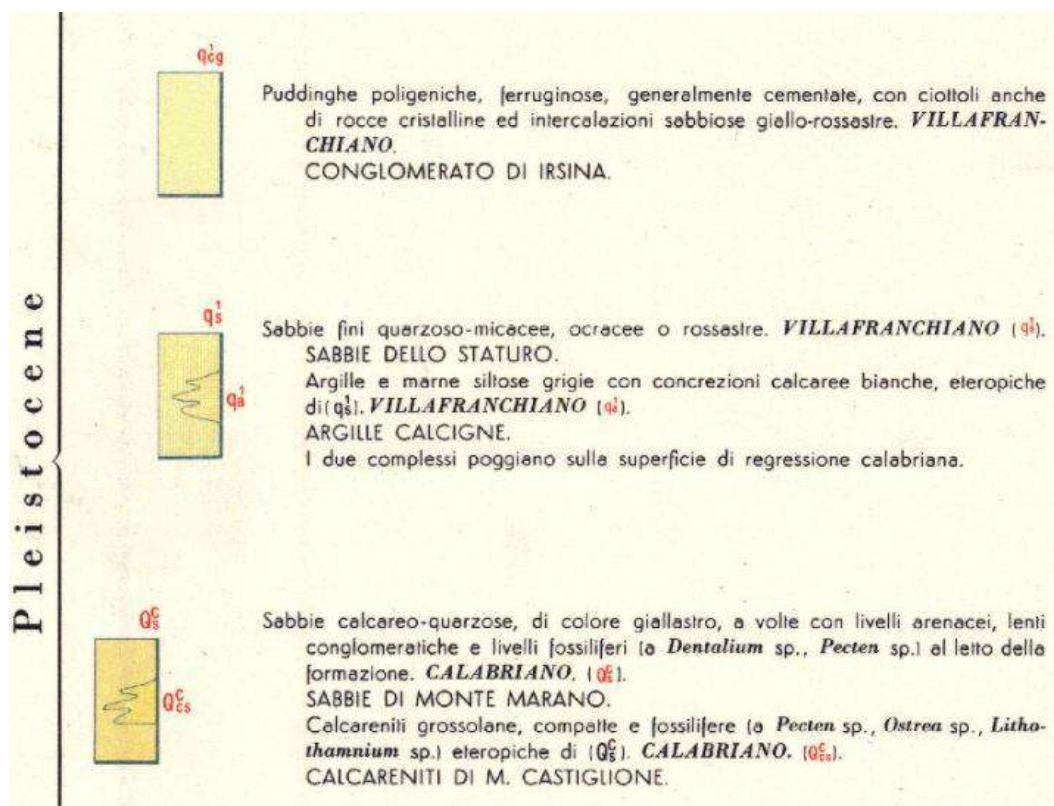 Pleistocene
q¹cg
Puddinghe poligeniche, ferruginose, generalmente cementate, con ciottoli anche
di rocce cristalline ed intercalazioni sabbiose giallo-rossastre. VILLAFRAN-
CHIANO.
CONGLOMERATO DI IRSINA.
q¹s
q¹a
Sabbie fini quarzoso-micacee, ocracee o rossastre. VILLAFRANCHIANO (q¹s).
SABBIE DELLO STATURO.
Argille e marne siltose grigie con concrezioni calcaree bianche, eteropiche
di(q¹s). VILLAFRANCHIANO (q¹a).
ARGILLE CALCIGNE.
I due complessi poggiano sulla superficie di regressione calabriana.
Qᶜs
Qᶜcs
Sabbie calcareo-quarzose, di colore giallastro, a volte con livelli arenacei, lenti
conglomeratiche e livelli fossiliferi (a Dentalium sp., Pecten sp.) al letto della
formazione. CALABRIANO. (Qᶜs).
SABBIE DI MONTE MARANO.
Calcareniti grossolane, compatte e fossilifere (a Pecten sp., Ostrea sp., Litho-
thamnium sp.) eteropiche di (Qᶜs). CALABRIANO. (Qᶜcs).
CALCARENITI DI M. CASTIGLIONE.